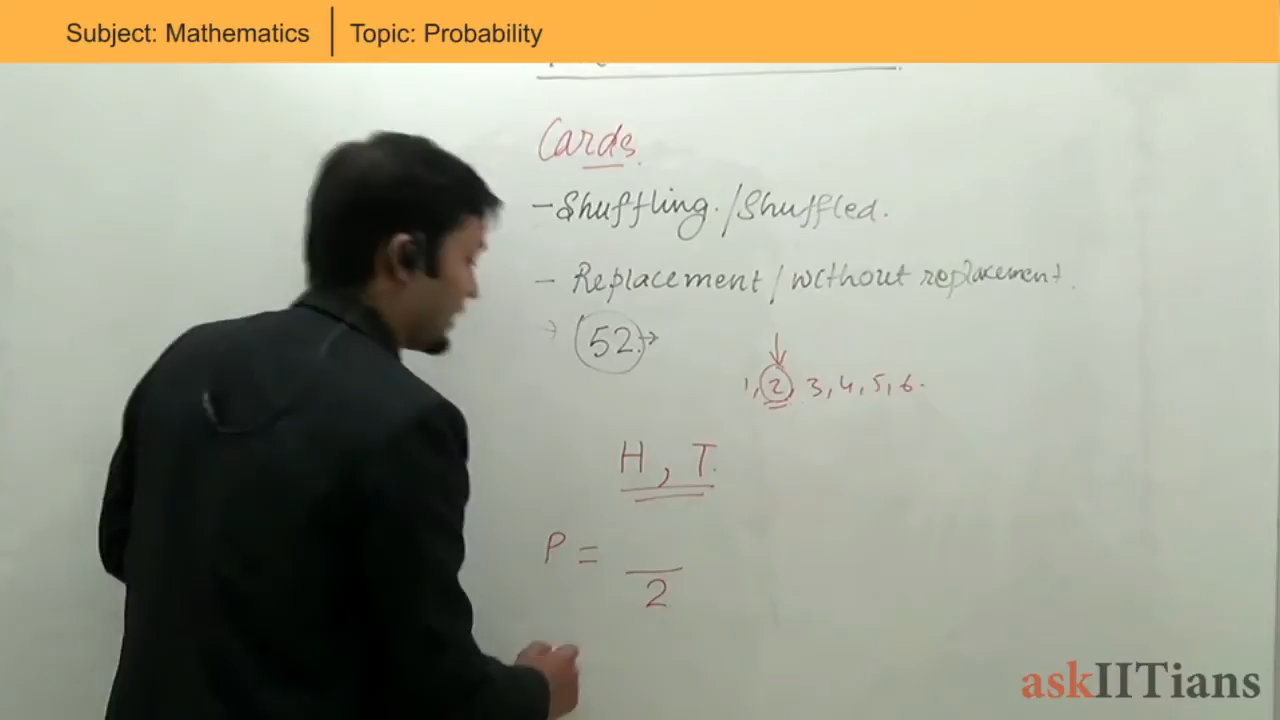 Subject: Mathematics | Topic: Probability
Cards.
- Shuffling. / Shuffled.
- Replacement / without replacement.
→ 52 →
1, 2, 3, 4, 5, 6.
H, T.
P = 
2
askIITians